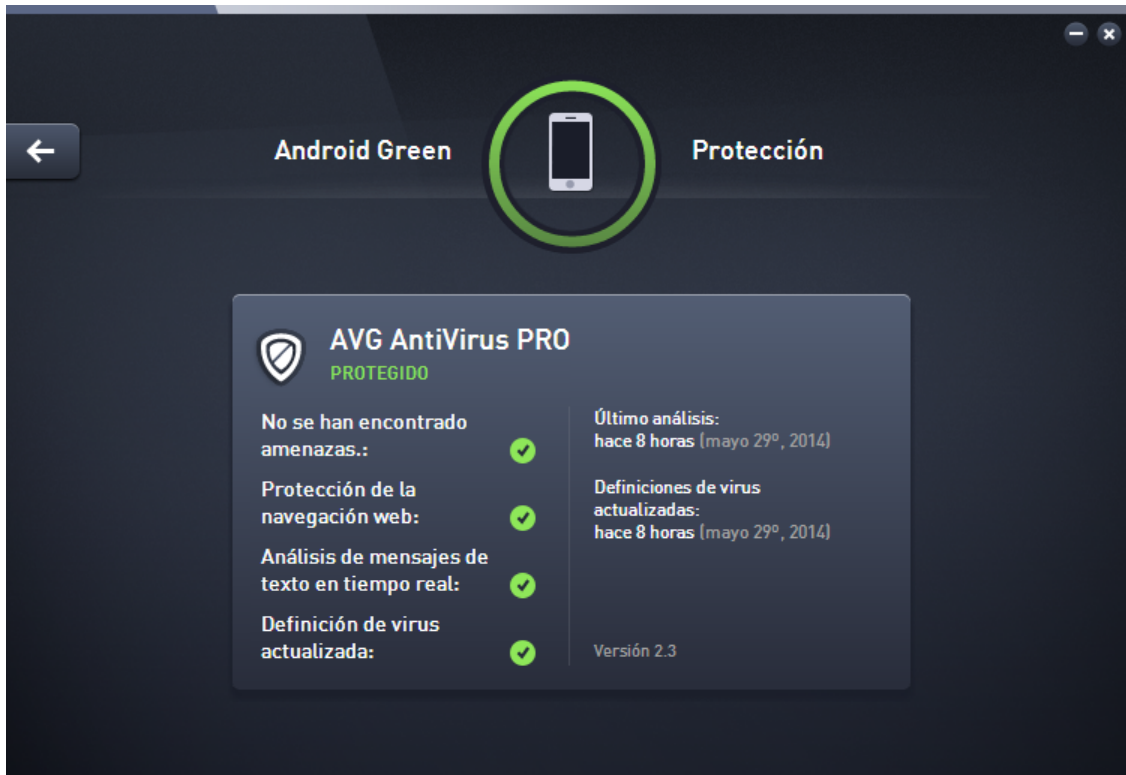 Android Green
Protección
AVG AntiVirus PRO
PROTEGIDO
No se han encontrado
amenazas.:
Protección de la
navegación web:
Análisis de mensajes de
texto en tiempo real:
Definición de virus
actualizada:
Último análisis:
hace 8 horas (mayo 29º, 2014)
Definiciones de virus
actualizadas:
hace 8 horas (mayo 29º, 2014)
Versión 2.3